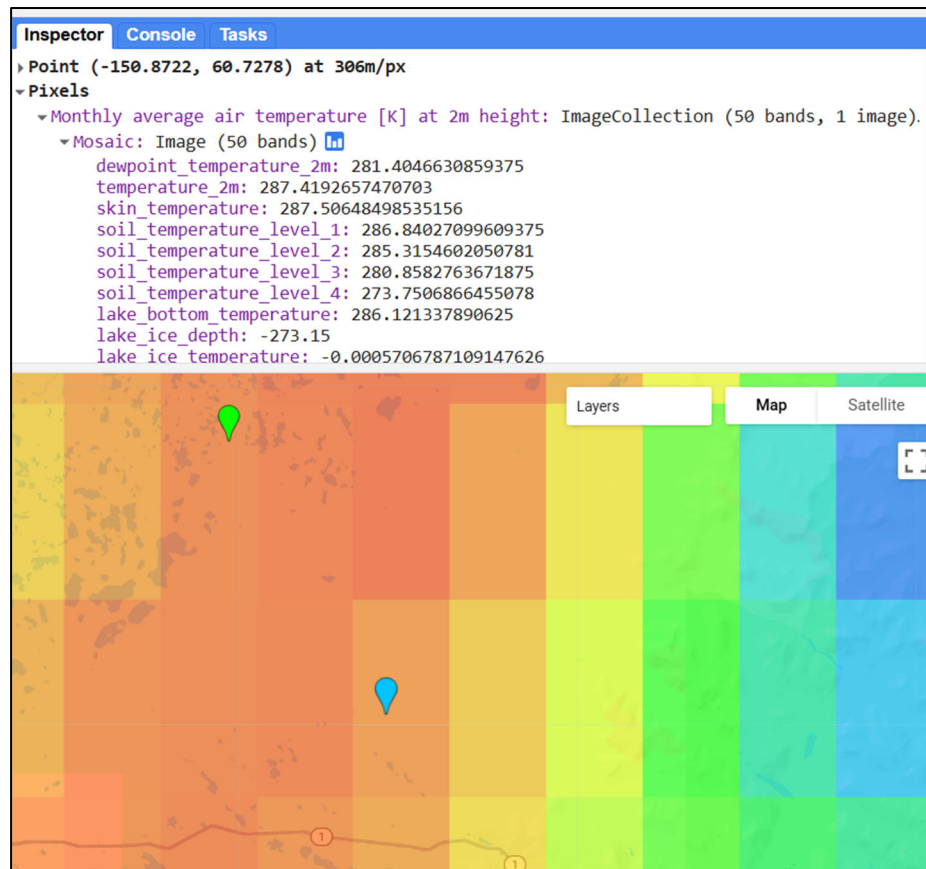 Inspector Console Tasks
Point (-150.8722, 60.7278) at 306m/px
Pixels
Monthly average air temperature [K] at 2m height: ImageCollection (50 bands, 1 image).
Mosaic: Image (50 bands)
dewpoint_temperature_2m: 281.4046630859375
temperature_2m: 287.4192657470703
skin_temperature: 287.50648498535156
soil_temperature_level_1: 286.84027099609375
soil_temperature_level_2: 285.3154602050781
soil_temperature_level_3: 280.8582763671875
soil_temperature_level_4: 273.7506866455078
lake_bottom_temperature: 286.121337890625
lake_ice_depth: -273.15
lake_ice_temperature: -0.0005706787109147626
Layers Map Satellite
1
1